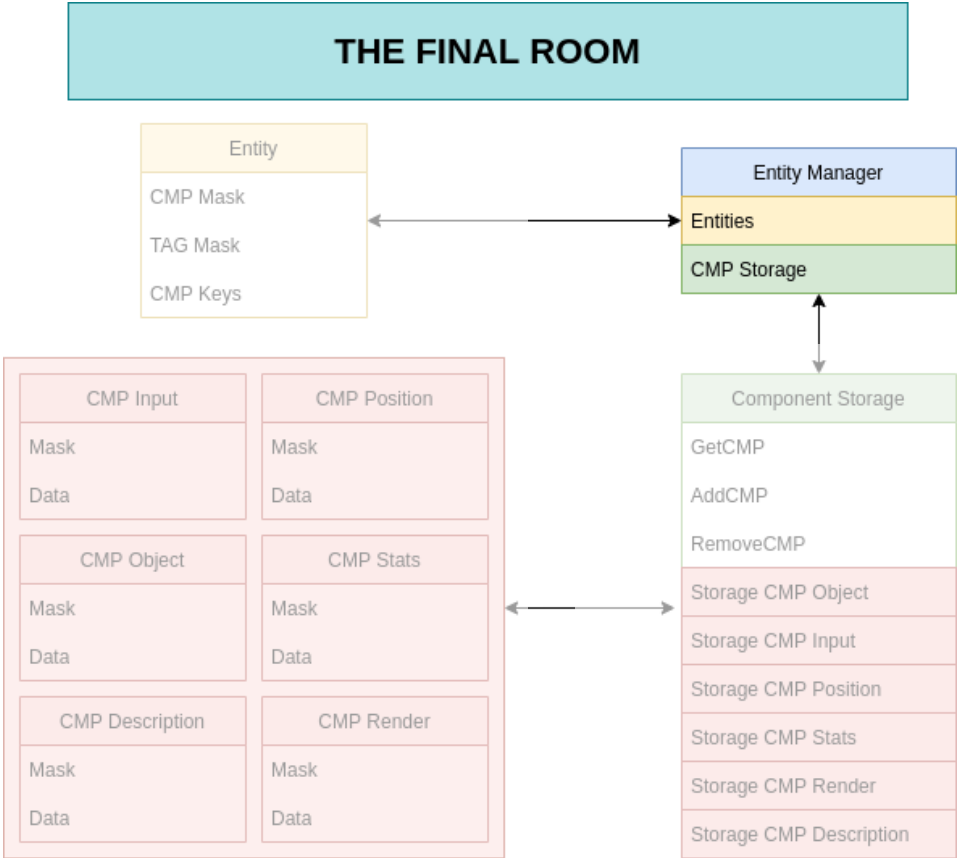 THE FINAL ROOM
Entity
CMP Mask
TAG Mask
CMP Keys
Entity Manager
Entities
CMP Storage
CMP Input
Mask
Data
CMP Position
Mask
Data
CMP Object
Mask
Data
CMP Stats
Mask
Data
CMP Description
Mask
Data
CMP Render
Mask
Data
Component Storage
GetCMP
AddCMP
RemoveCMP
Storage CMP Object
Storage CMP Input
Storage CMP Position
Storage CMP Stats
Storage CMP Render
Storage CMP Description